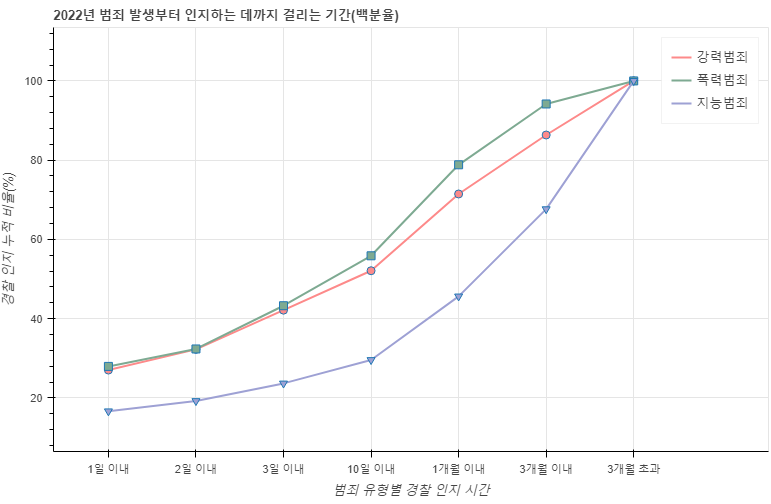 2022년 범죄 발생부터 인지하는 데까지 걸리는 기간(백분율)
강력범죄
폭력범죄
지능범죄
경찰 인지 누적 비율(%)
100
80
60
40
20
1일 이내
2일 이내
3일 이내
10일 이내
1개월 이내
3개월 이내
3개월 초과
범죄 유형별 경찰 인지 시간